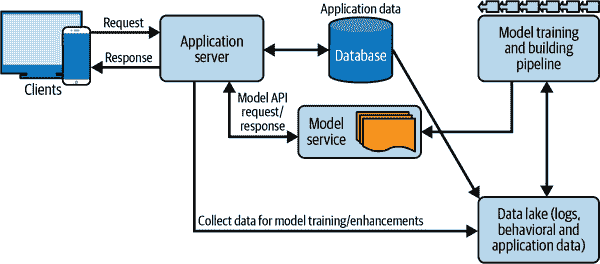 Request
Response
Clients
Application
server
Application data
Database
Model API
request/
response
Model
service
Model training
and building
pipeline
Collect data for model training/enhancements
Data lake (logs,
behavioral and
application data)